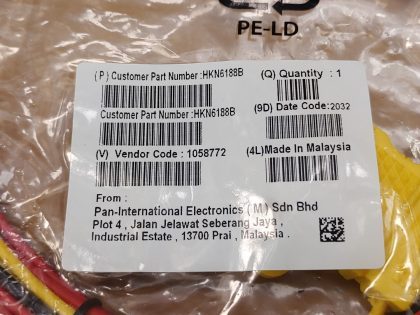 PE-LD
(P) Customer Part Number :HKN6188B
(Q) Quantity : 1
Customer Part Number :HKN6188B
(9D) Date Code:2032
(V) Vendor Code : 1058772
(4L)Made In Malaysia
From :
Pan-International Electronics ( M ) Sdn Bhd
Plot 4 , Jalan Jelawat Seberang Jaya ,
Industrial Estate , 13700 Prai , Malaysia .